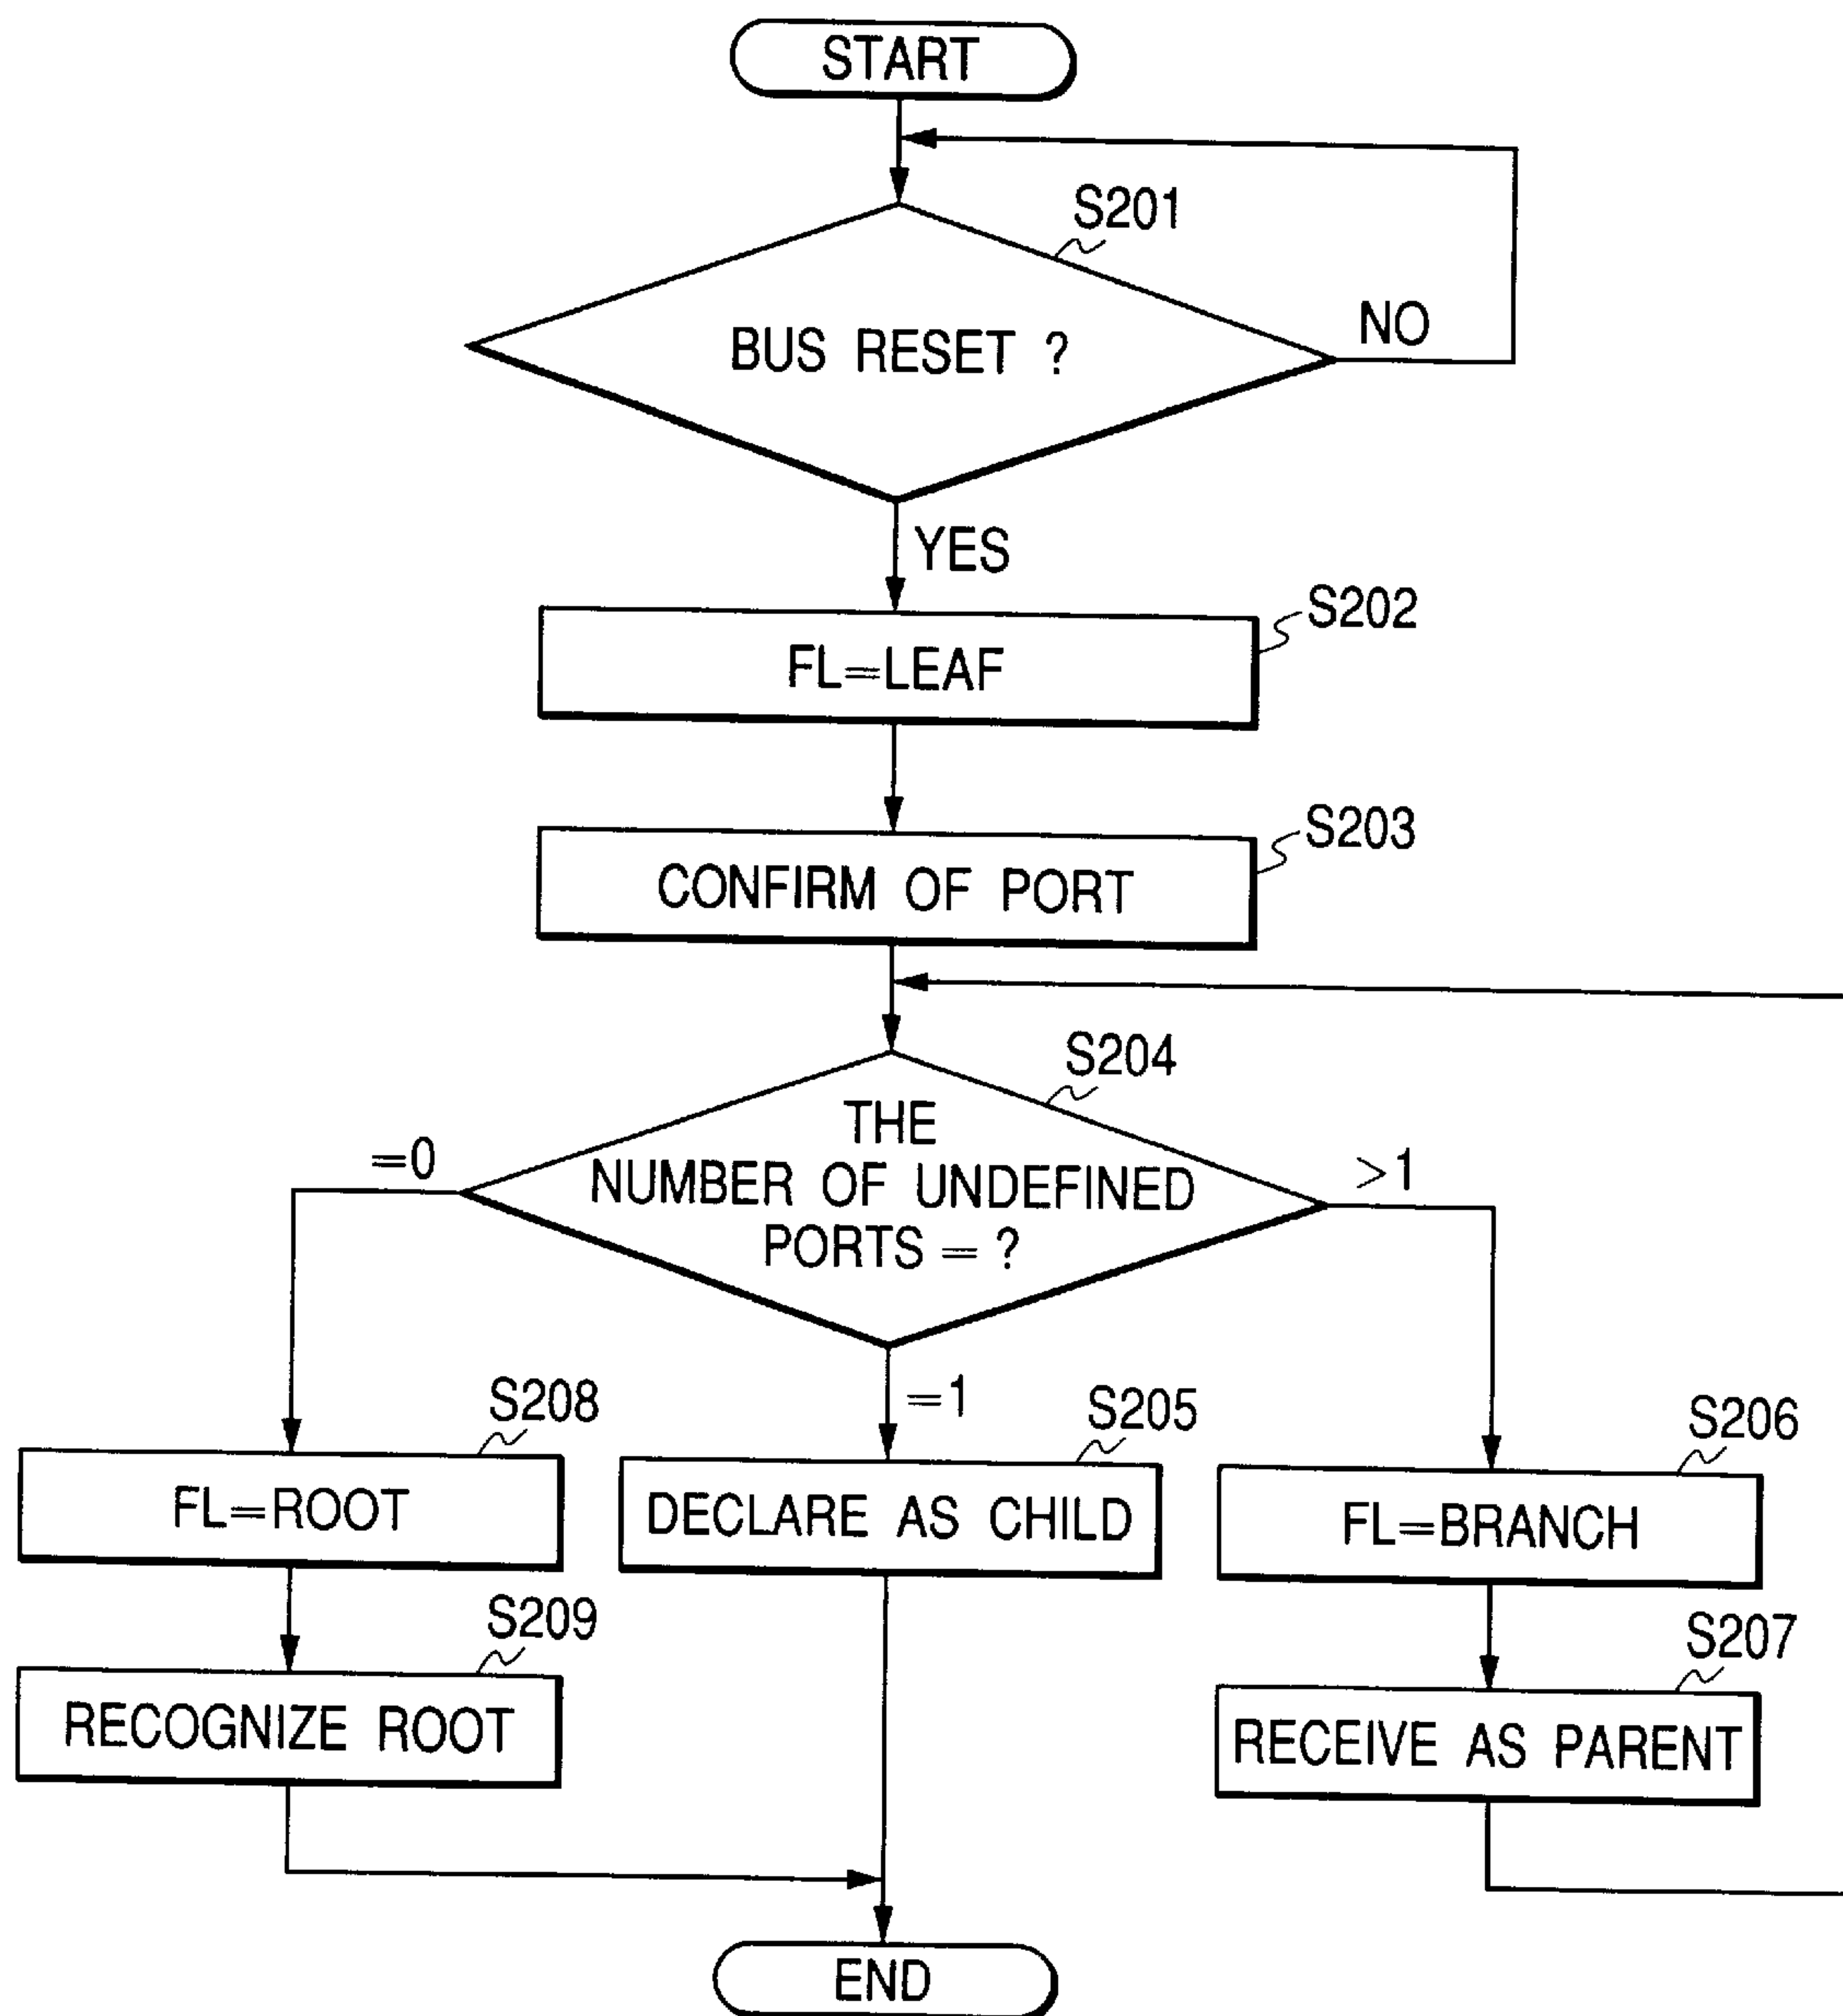 START
S201
BUS RESET ?
NO
YES
S202
FL=LEAF
S203
CONFIRM OF PORT
S204
THE
NUMBER OF UNDEFINED
PORTS = ?
=0
>1
=1
S208
FL=ROOT
S205
DECLARE AS CHILD
S206
FL=BRANCH
S209
RECOGNIZE ROOT
S207
RECEIVE AS PARENT
END